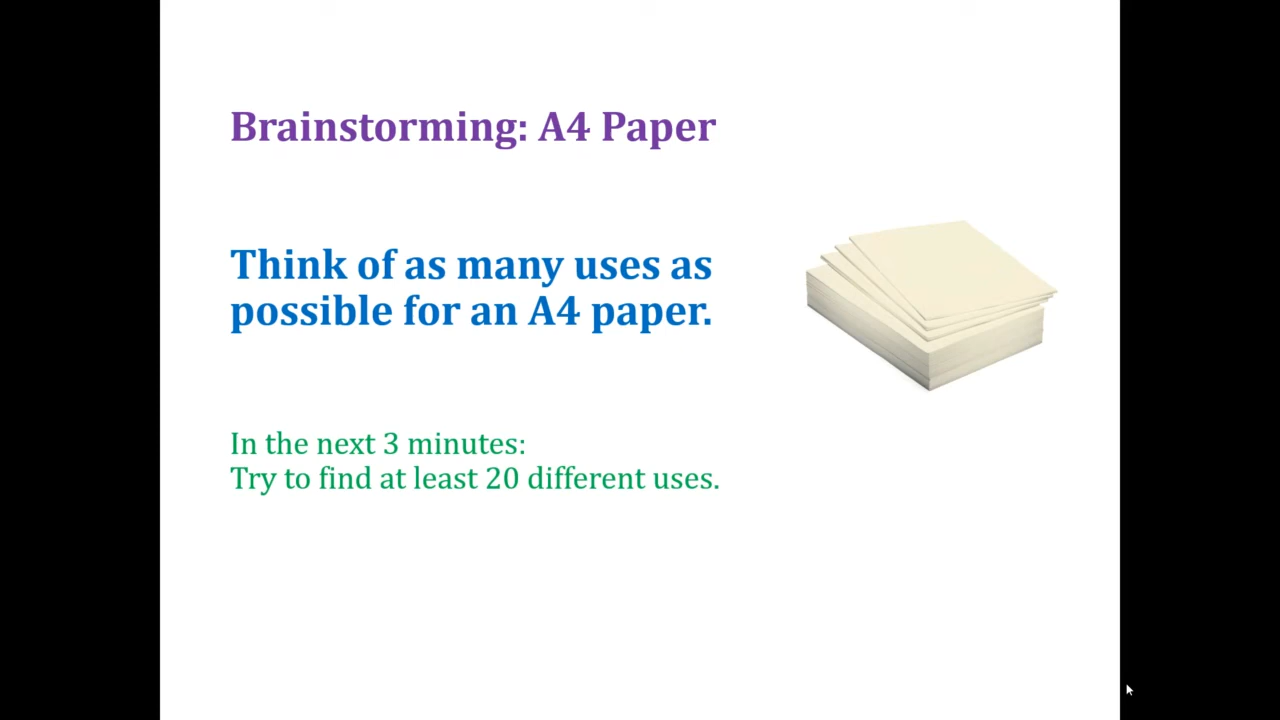 Brainstorming: A4 Paper
Think of as many uses as
possible for an A4 paper.
In the next 3 minutes:
Try to find at least 20 different uses.